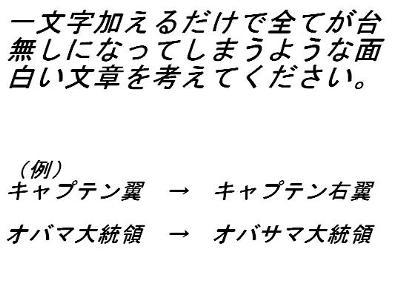 一文字加えるだけで全てが台
無しになってしまうような面
白い文章を考えてください。
（例）
キャプテン翼　→　キャプテン右翼
オバマ大統領　→　オバサマ大統領